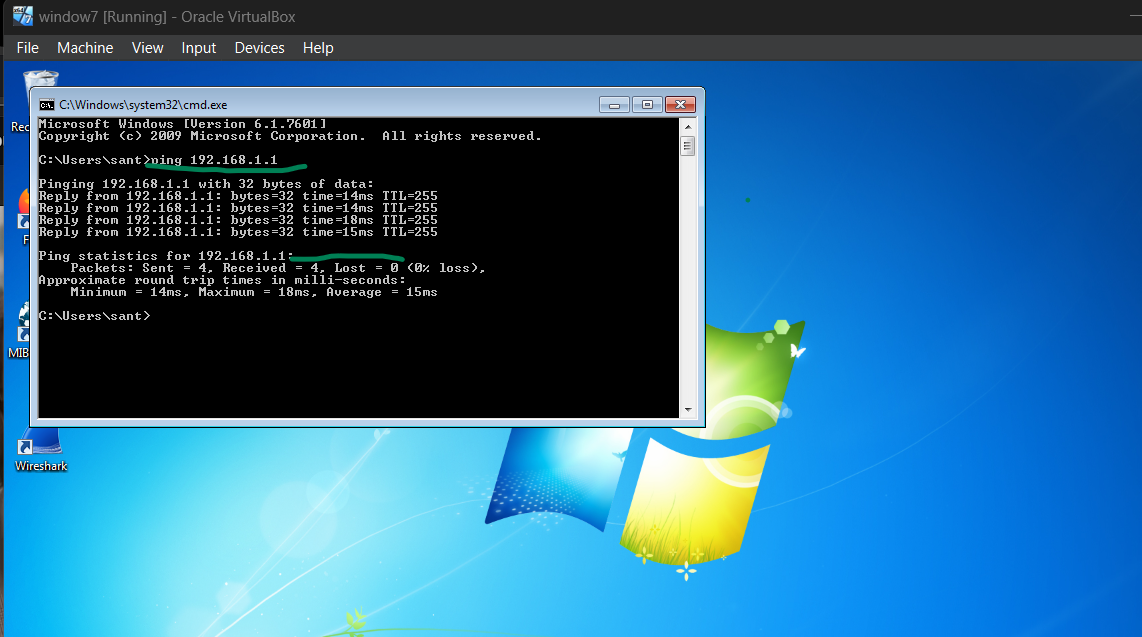 window7 [Running] - Oracle VirtualBox
File Machine View Input Devices Help
C:\Windows\system32\cmd.exe
Microsoft Windows [Version 6.1.7601]
Copyright (c) 2009 Microsoft Corporation. All rights reserved.
C:\Users\sant>ping 192.168.1.1
Pinging 192.168.1.1 with 32 bytes of data:
Reply from 192.168.1.1: bytes=32 time=14ms TTL=255
Reply from 192.168.1.1: bytes=32 time=14ms TTL=255
Reply from 192.168.1.1: bytes=32 time=18ms TTL=255
Reply from 192.168.1.1: bytes=32 time=15ms TTL=255
Ping statistics for 192.168.1.1:
Packets: Sent = 4, Received = 4, Lost = 0 (0% loss),
Approximate round trip times in milli-seconds:
Minimum = 14ms, Maximum = 18ms, Average = 15ms
C:\Users\sant>
Rec
F
MIB
Wireshark